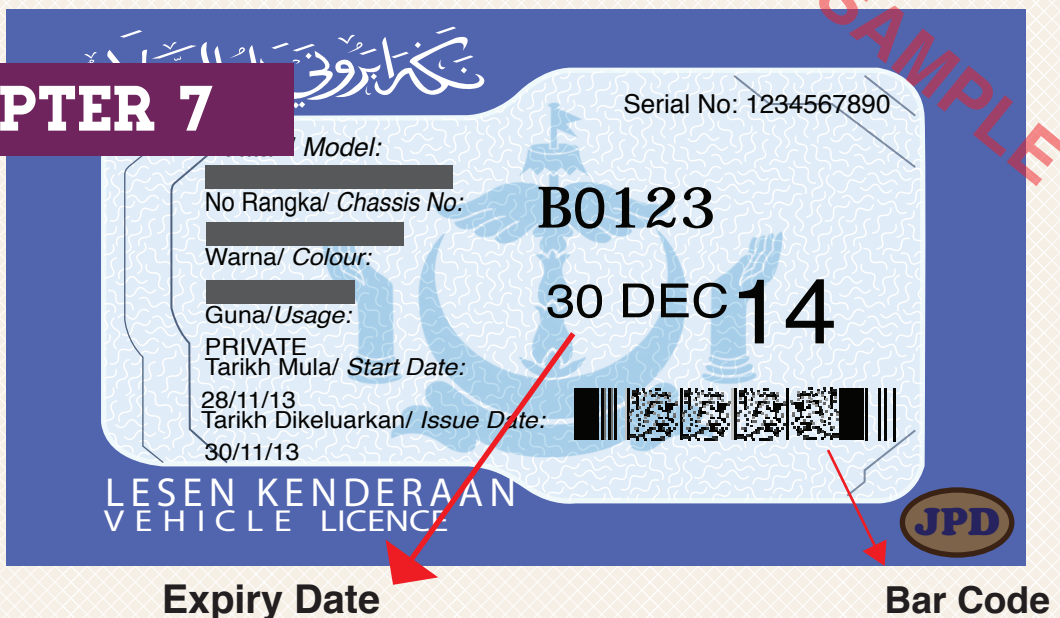 SAMPLE
PTER 7
Serial No: 1234567890
Model:
No Rangka/ Chassis No:
Warna/ Colour:
Guna/Usage:
PRIVATE
Tarikh Mula/ Start Date:
28/11/13
Tarikh Dikeluarkan/ Issue Date:
30/11/13
B0123
30 DEC 14
LESEN KENDERAAN
VEHICLE LICENCE
JPD
Expiry Date
Bar Code